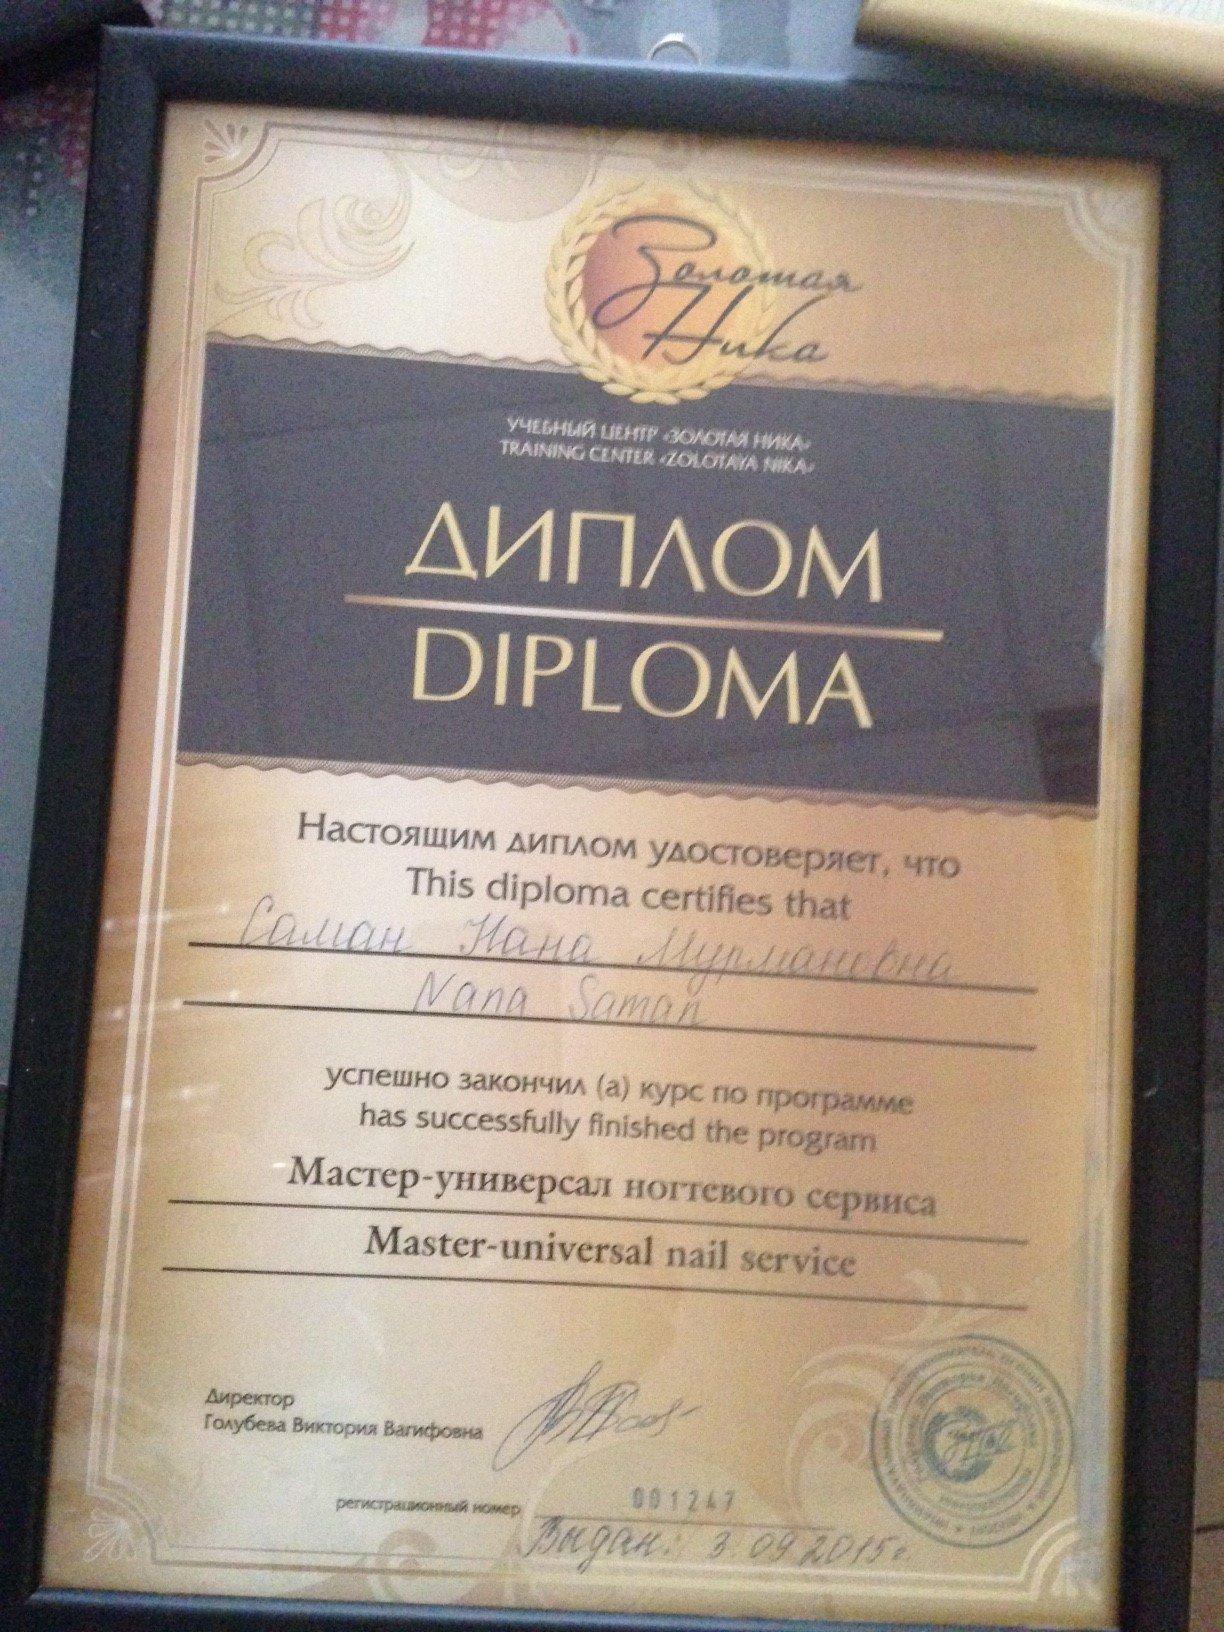 Золотая
Ника
УЧЕБНЫЙ ЦЕНТР «ЗОЛОТАЯ НИКА»
TRAINING CENTER «ZOLOTAYA NIKA»
ДИПЛОМ
DIPLOMA
Настоящим диплом удостоверяет, что
This diploma certifies that
Саман Нана Мурмановна
Nana Saman
успешно закончил (а) курс по программе
has successfully finished the program
Мастер-универсал ногтевого сервиса
Master-universal nail service
Директор
Голубева Виктория Вагифовна
регистрационный номер 001247
Выдан: 3.09.2015г.